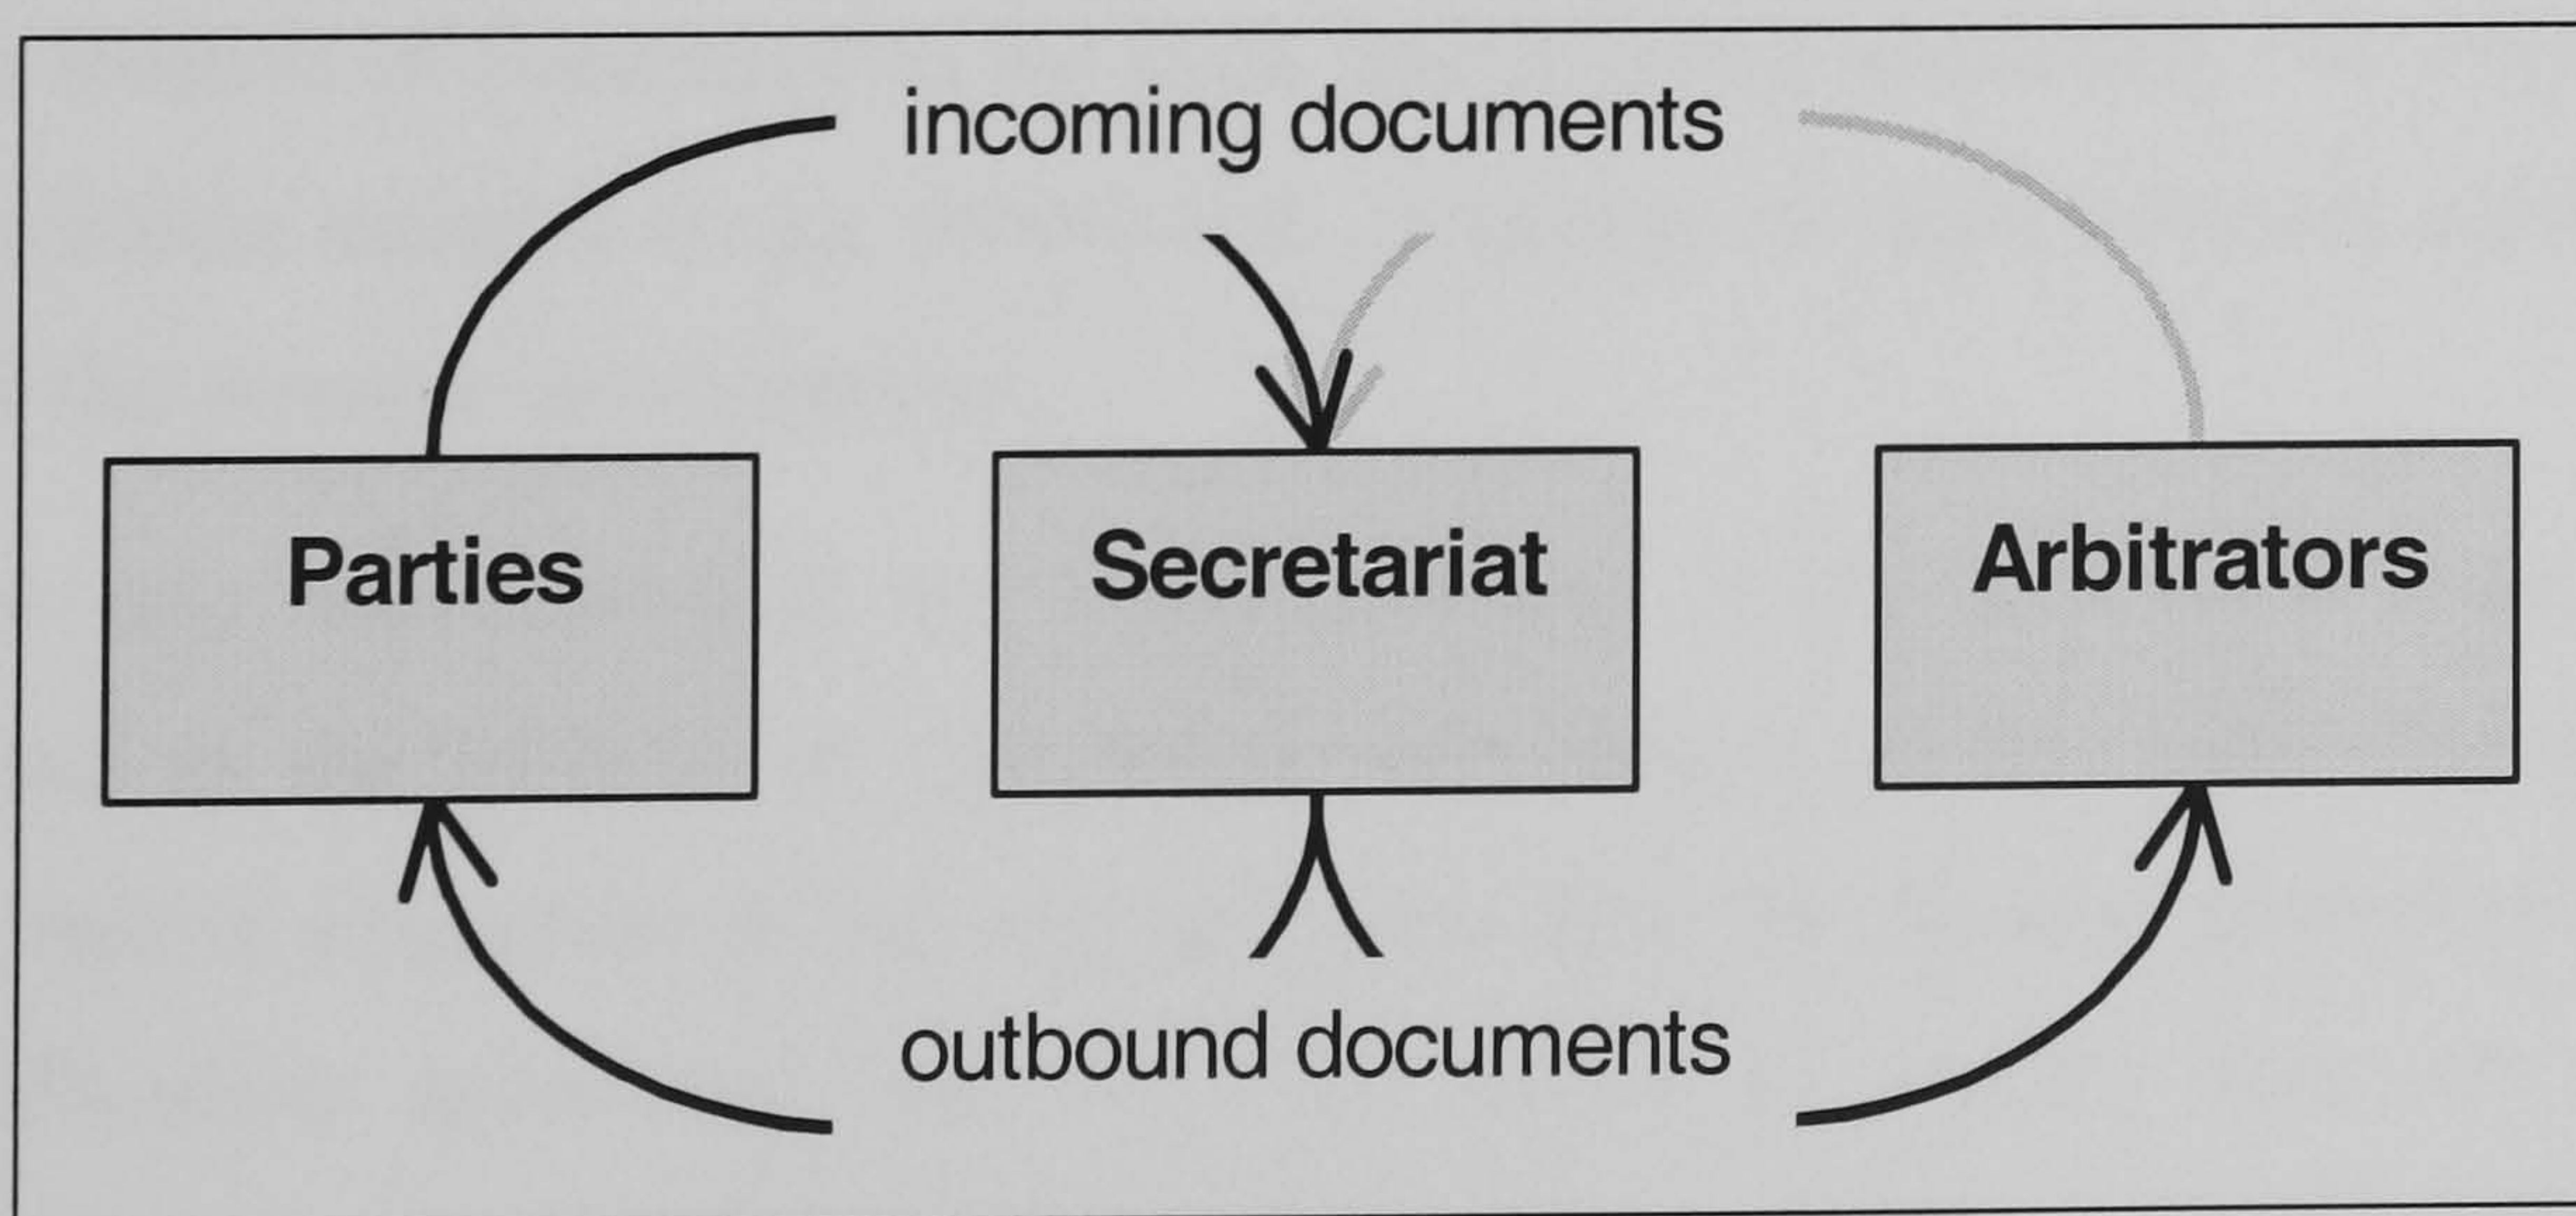 incoming documents
Parties
Secretariat
Arbitrators
outbound documents